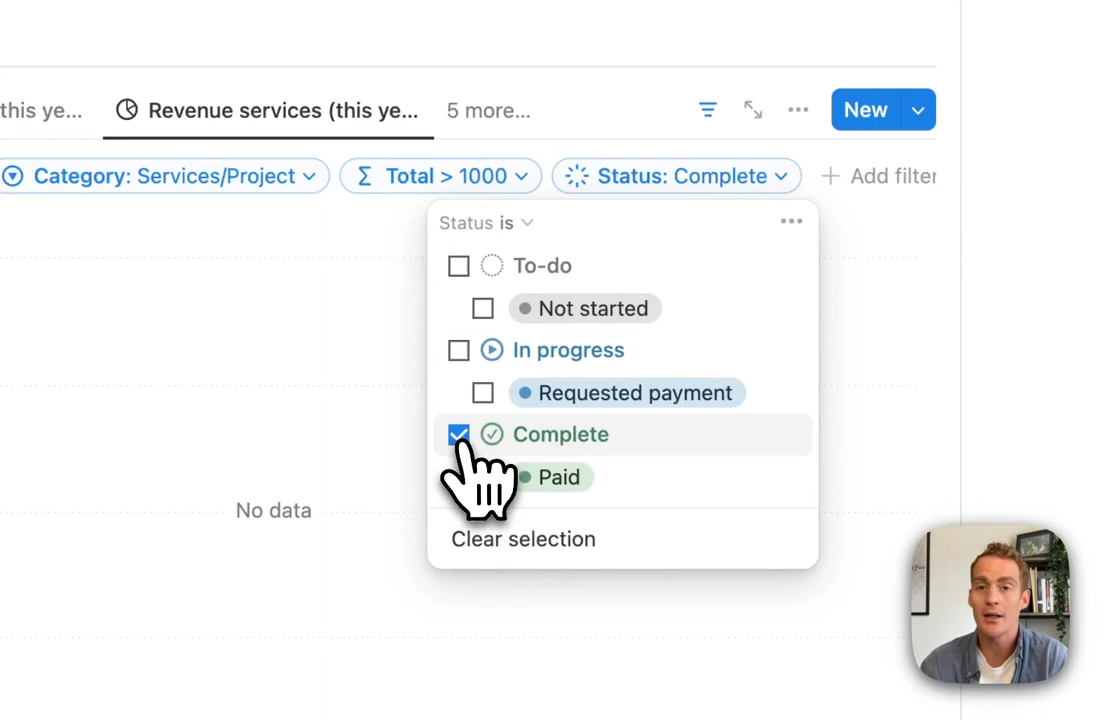 this ye...
Revenue services (this ye...
5 more...
New
Category: Services/Project
Σ Total > 1000
Status: Complete
+ Add filter
Status is
To-do
Not started
In progress
Requested payment
Complete
Paid
No data
Clear selection